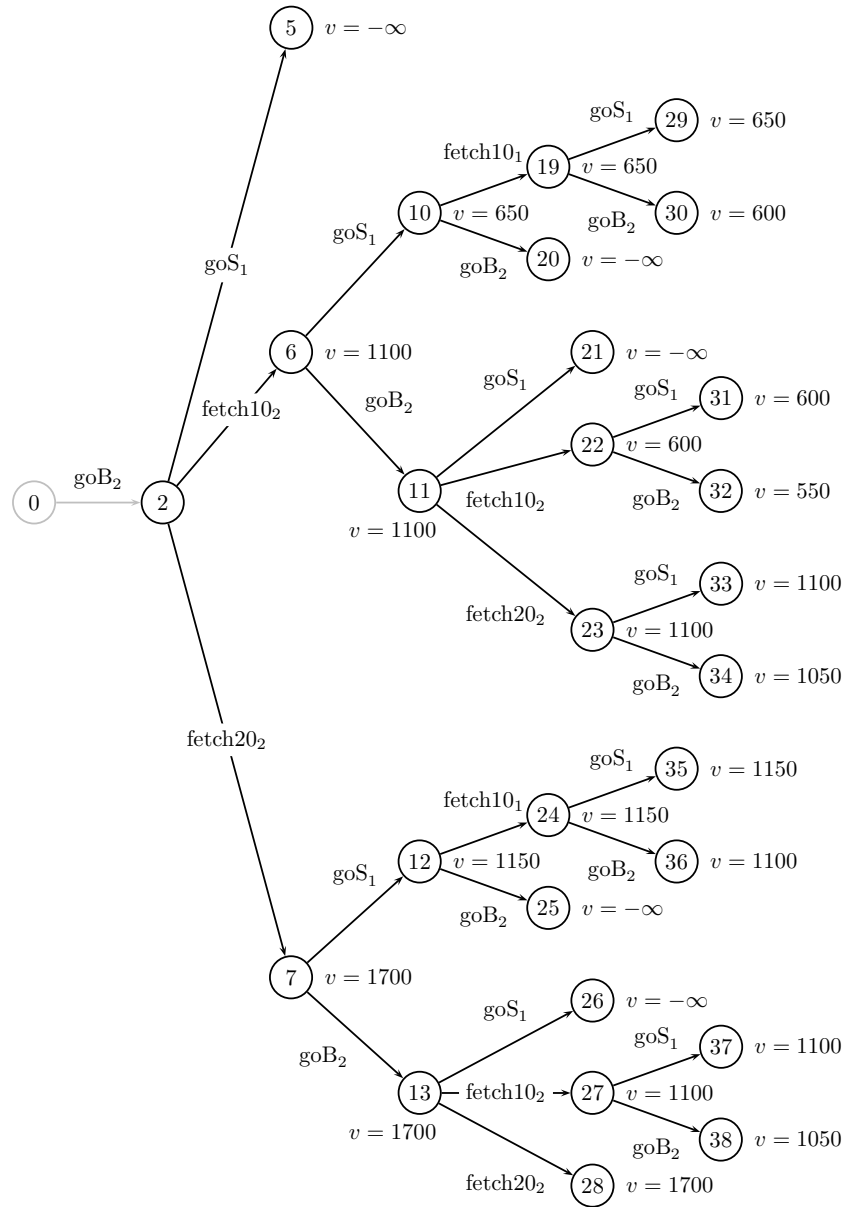 5 v = −∞
goS₁
29 v = 650
fetch10₁
19 v = 650
goS₁
10 v = 650
goB₂
30 v = 600
goB₂
20 v = −∞
goS₁
6 v = 1100
fetch10₂
goB₂
goS₁
21 v = −∞
goS₁
31 v = 600
22 v = 600
0 goB₂ 2
11
v = 1100
fetch10₂
goB₂
32 v = 550
goS₁
33 v = 1100
fetch20₂
23 v = 1100
goB₂
34 v = 1050
fetch20₂
goS₁
35 v = 1150
fetch10₁
24 v = 1150
goS₁
12 v = 1150
goB₂
36 v = 1100
goB₂
25 v = −∞
7 v = 1700
goB₂
goS₁
26 v = −∞
goS₁
37 v = 1100
13
v = 1700
fetch10₂
27 v = 1100
goB₂
38 v = 1050
fetch20₂
28 v = 1700